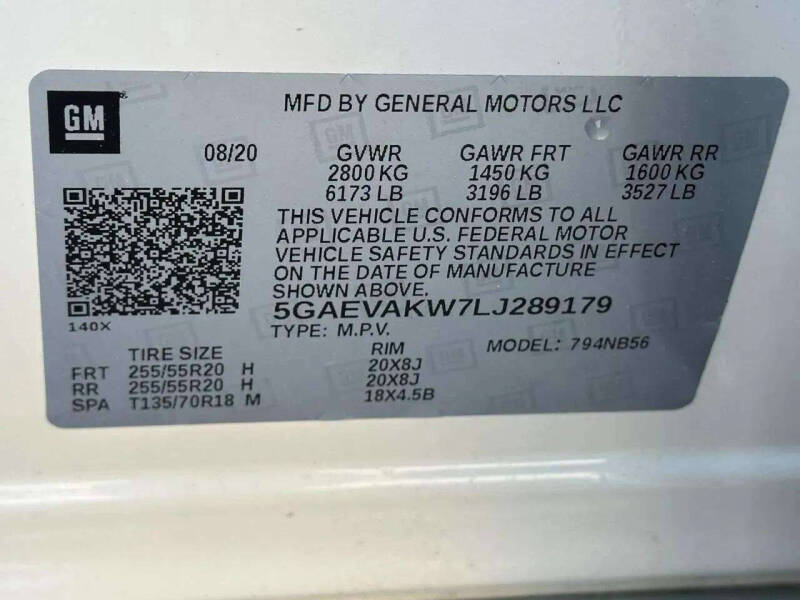 GM
MFD BY GENERAL MOTORS LLC
08/20 GVWR GAWR FRT GAWR RR
2800 KG 1450 KG 1600 KG
6173 LB 3196 LB 3527 LB
THIS VEHICLE CONFORMS TO ALL
APPLICABLE U.S. FEDERAL MOTOR
VEHICLE SAFETY STANDARDS IN EFFECT
ON THE DATE OF MANUFACTURE
SHOWN ABOVE.
140X
5GAEVAKW7LJ289179
TYPE: M.P.V. MODEL: 794NB56
TIRE SIZE RIM
FRT 255/55R20 H 20X8J
RR 255/55R20 H 20X8J
SPA T135/70R18 M 18X4.5B